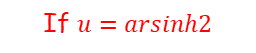 If u = arsinh2